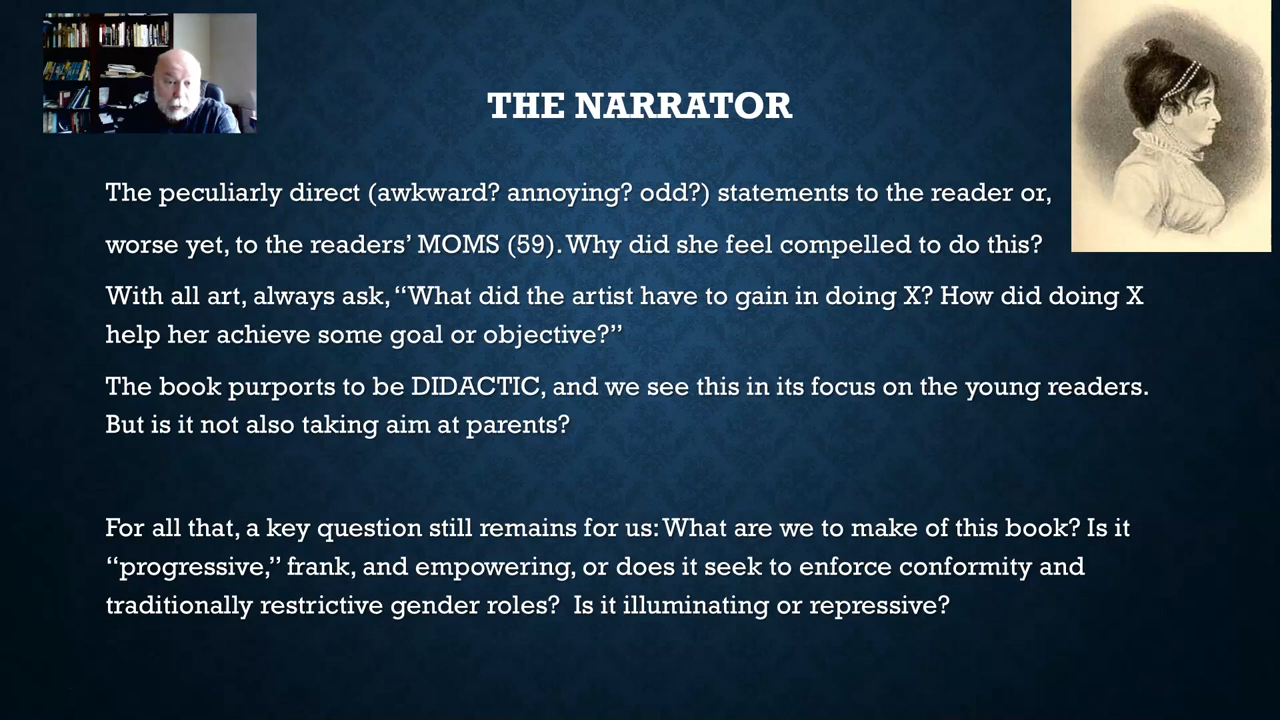 THE NARRATOR
The peculiarly direct (awkward? annoying? odd?) statements to the reader or,
worse yet, to the readers’ MOMS (59). Why did she feel compelled to do this?
With all art, always ask, “What did the artist have to gain in doing X? How did doing X
help her achieve some goal or objective?”
The book purports to be DIDACTIC, and we see this in its focus on the young readers.
But is it not also taking aim at parents?
For all that, a key question still remains for us: What are we to make of this book? Is it
“progressive,” frank, and empowering, or does it seek to enforce conformity and
traditionally restrictive gender roles?  Is it illuminating or repressive?